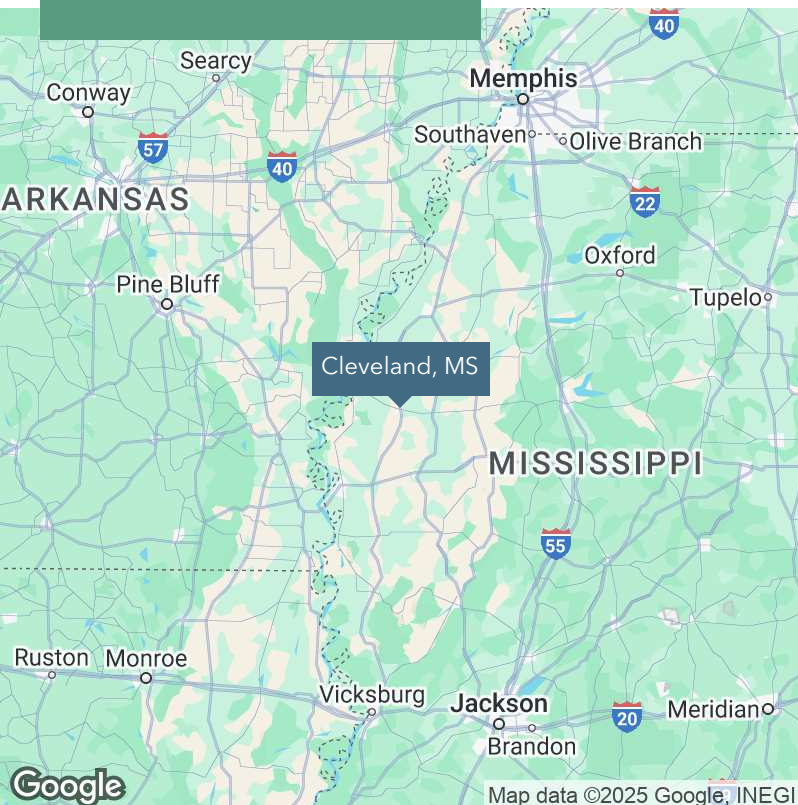 40
Searcy
Memphis
Conway
Southaven
Olive Branch
57
40
ARKANSAS
22
Oxford
Pine Bluff
Tupelo
Cleveland, MS
MISSISSIPPI
55
Ruston
Monroe
Vicksburg
Jackson
20
Meridian
Brandon
Google
Map data ©2025 Google, INEGI